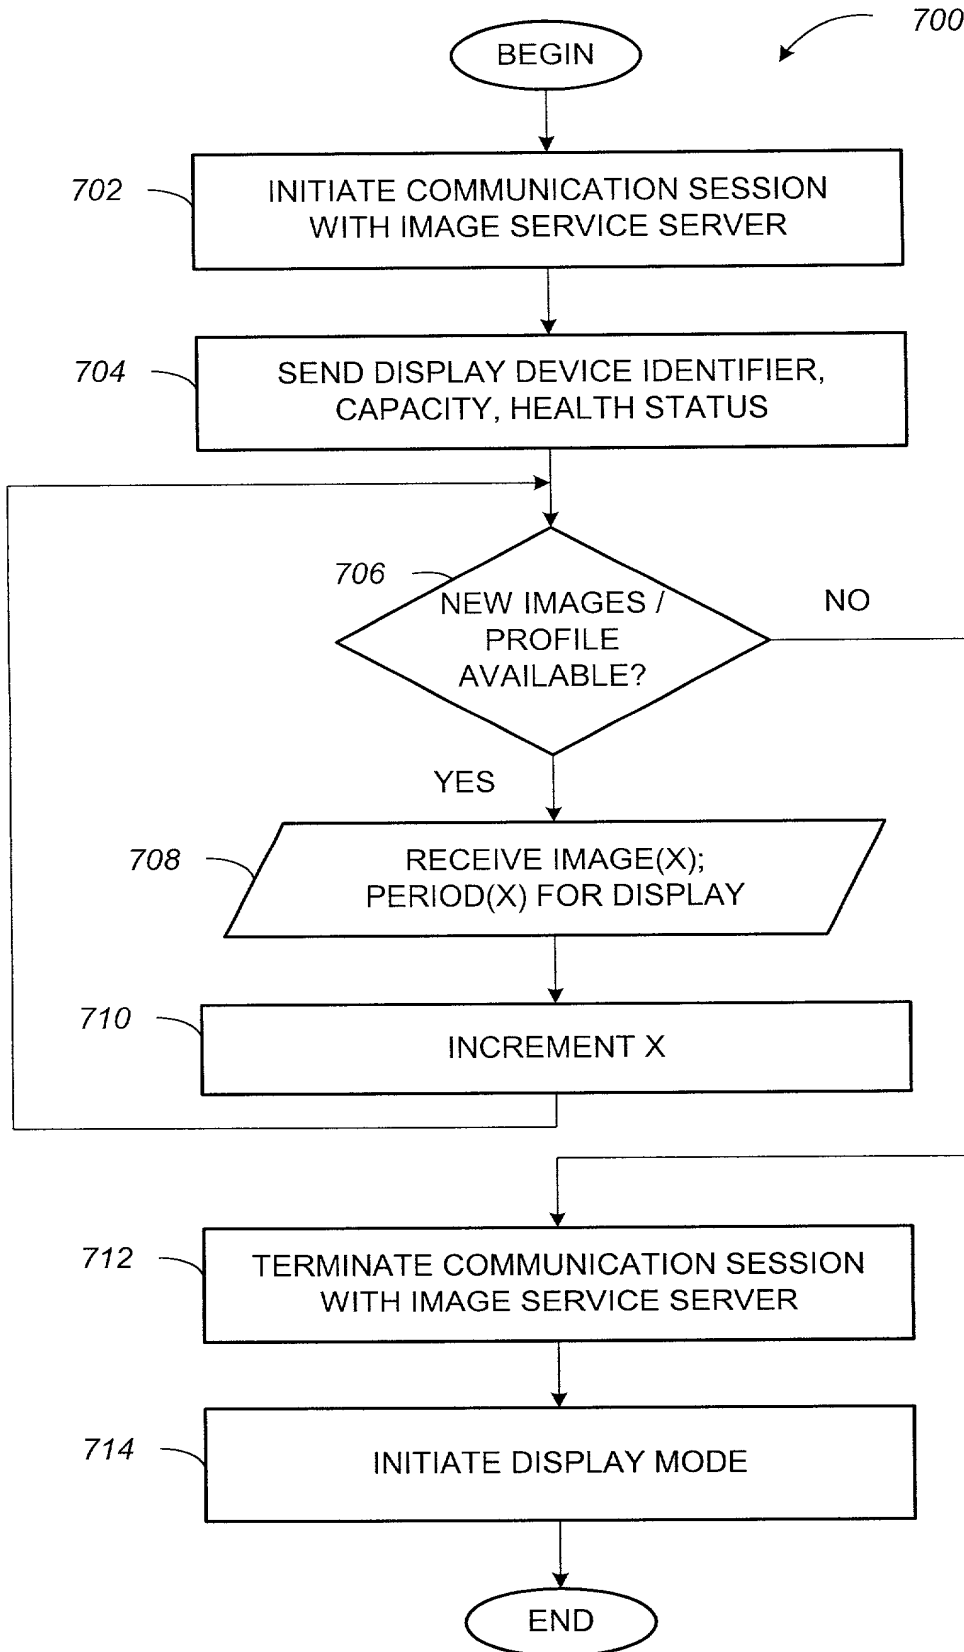 700
BEGIN
702
INITIATE COMMUNICATION SESSION
WITH IMAGE SERVICE SERVER
704
SEND DISPLAY DEVICE IDENTIFIER,
CAPACITY, HEALTH STATUS
706
NEW IMAGES /
PROFILE
AVAILABLE?
NO
YES
708
RECEIVE IMAGE(X);
PERIOD(X) FOR DISPLAY
710
INCREMENT X
712
TERMINATE COMMUNICATION SESSION
WITH IMAGE SERVICE SERVER
714
INITIATE DISPLAY MODE
END